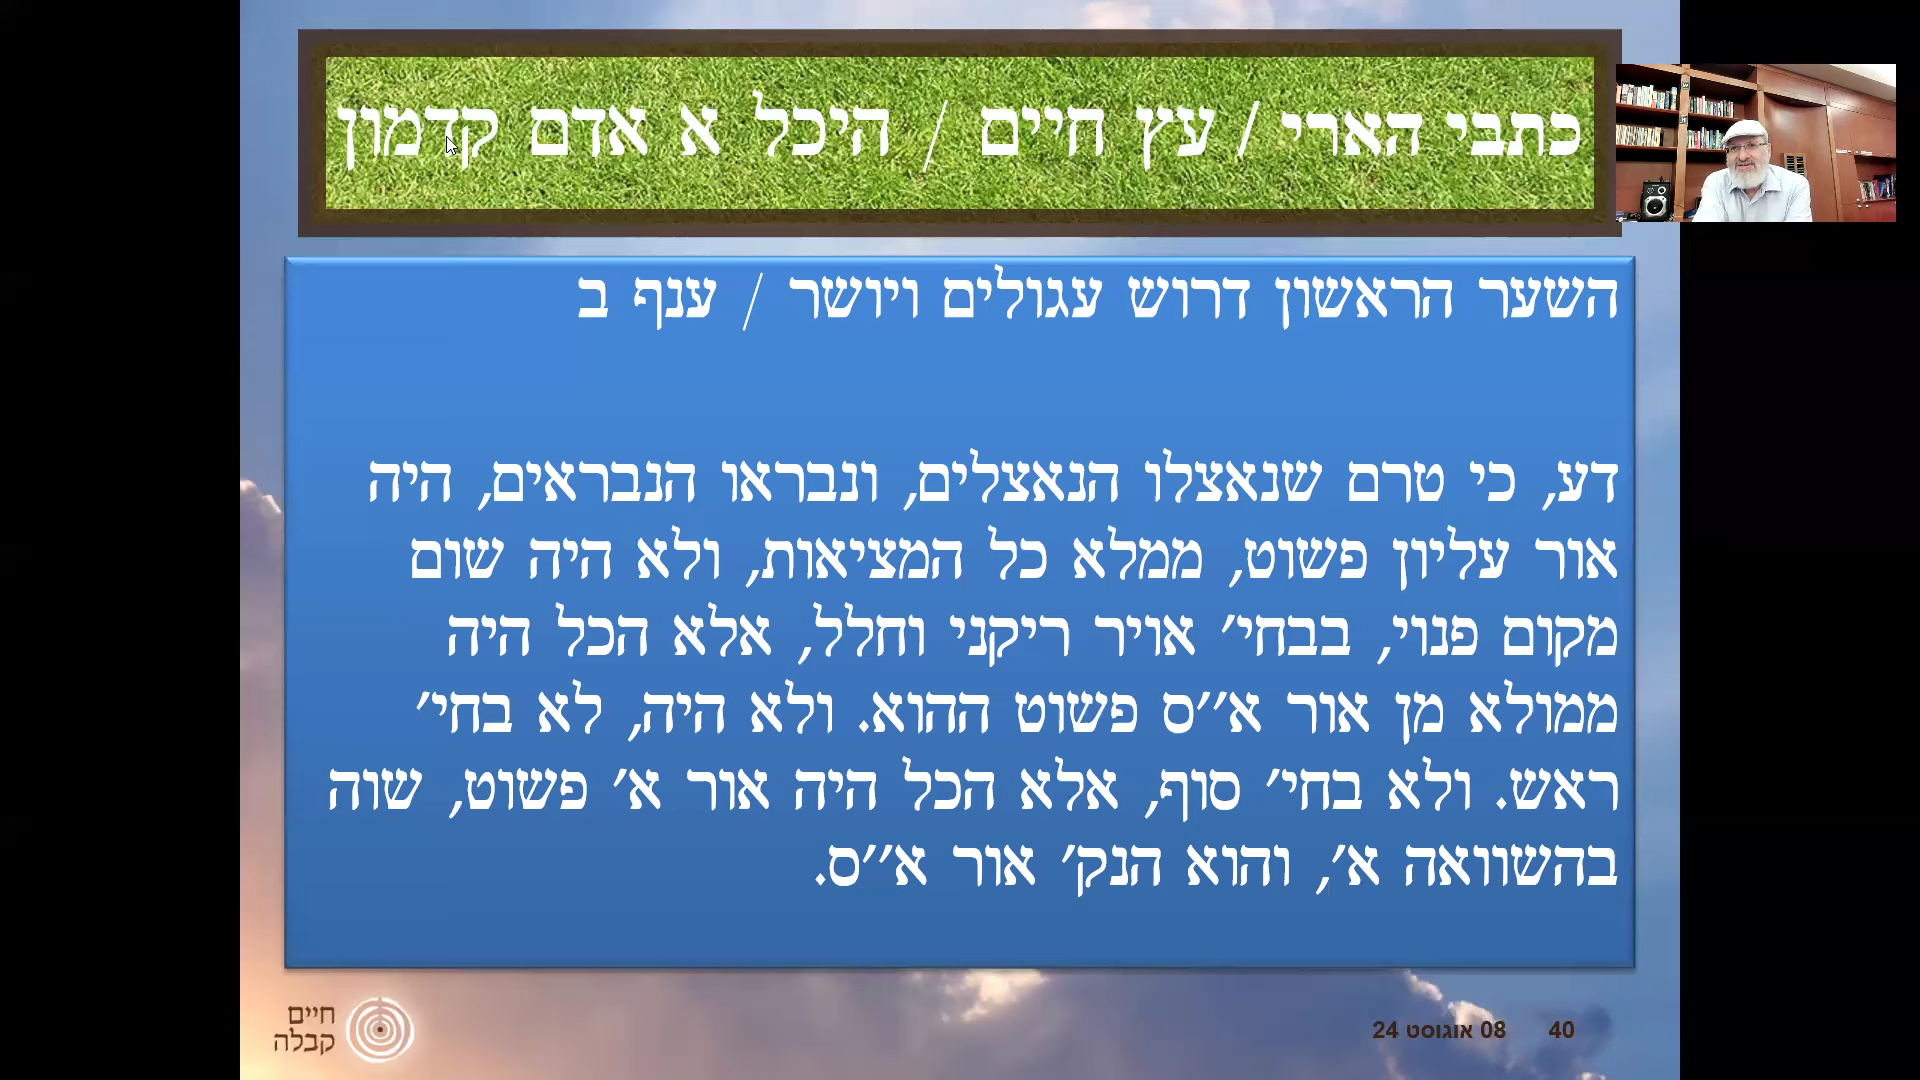 כתבי הארי / עץ חיים / היכל א אדם קדמון
השער הראשון דרוש עגולים ויושר / ענף ב
דע, כי טרם שנאצלו הנאצלים, ונבראו הנבראים, היה
אור עליון פשוט, ממלא כל המציאות, ולא היה שום
מקום פנוי, בבחי' אויר ריקני וחלל, אלא הכל היה
ממולא מן אור א''ס פשוט ההוא. ולא היה, לא בחי'
ראש. ולא בחי' סוף, אלא הכל היה אור א' פשוט, שוה
בהשוואה א', והוא הנק' אור א''ס.
40 08 אוגוסט 24
חיים
קבלה